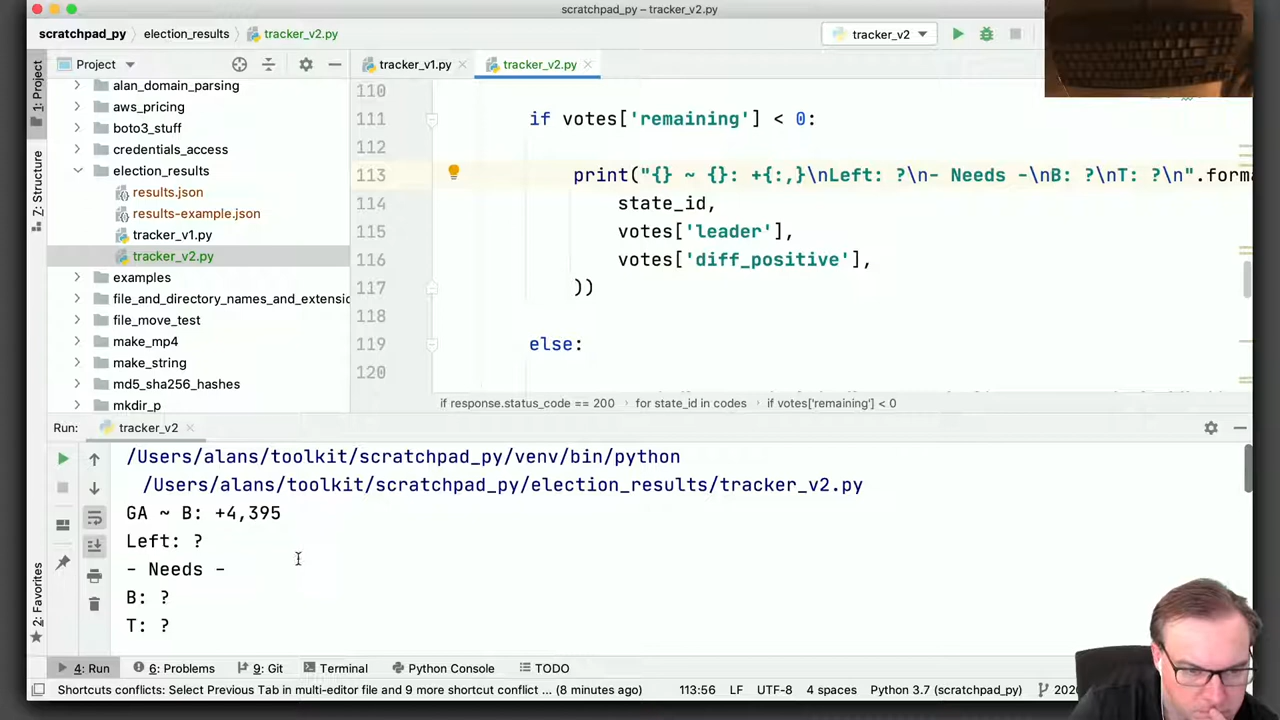 scratchpad_py – tracker_v2.py
scratchpad_py
election_results
tracker_v2.py
tracker_v2
1: Project
Project
tracker_v1.py
tracker_v2.py
alan_domain_parsing
aws_pricing
boto3_stuff
credentials_access
election_results
results.json
results-example.json
tracker_v1.py
tracker_v2.py
examples
file_and_directory_names_and_extensio
file_move_test
make_mp4
make_string
md5_sha256_hashes
mkdir_p
Z: Structure
2: Favorites
110
111 if votes['remaining'] < 0:
112
113 print("{} ~ {}: +{:,}\nLeft: ?\n- Needs -\nB: ?\nT: ?\n".forma
114 state_id,
115 votes['leader'],
116 votes['diff_positive'],
117 ))
118
119 else:
120
if response.status_code == 200 › for state_id in codes › if votes['remaining'] < 0
Run: tracker_v2
/Users/alans/toolkit/scratchpad_py/venv/bin/python
/Users/alans/toolkit/scratchpad_py/election_results/tracker_v2.py
GA ~ B: +4,395
Left: ?
- Needs -
B: ?
T: ?
4: Run
6: Problems
9: Git
Terminal
Python Console
TODO
Shortcuts conflicts: Select Previous Tab in multi-editor file and 9 more shortcut conflict ... (8 minutes ago)
113:56 LF UTF-8 4 spaces Python 3.7 (scratchpad_py) 202